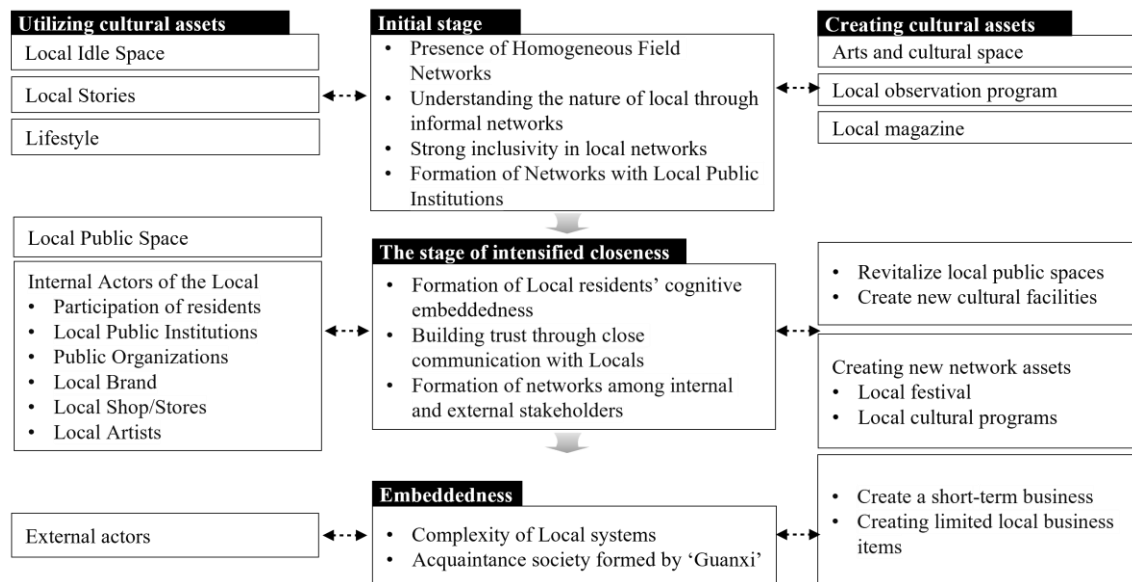 Utilizing cultural assets
Local Idle Space
Local Stories
Lifestyle
Initial stage
• Presence of Homogeneous Field
Networks
• Understanding the nature of local through
informal networks
• Strong inclusivity in local networks
• Formation of Networks with Local Public
Institutions
Creating cultural assets
Arts and cultural space
Local observation program
Local magazine
Local Public Space
Internal Actors of the Local
• Participation of residents
• Local Public Institutions
• Public Organizations
• Local Brand
• Local Shop/Stores
• Local Artists
The stage of intensified closeness
• Formation of Local residents’ cognitive
embeddedness
• Building trust through close
communication with Locals
• Formation of networks among internal
and external stakeholders
• Revitalize local public spaces
• Create new cultural facilities
Creating new network assets
• Local festival
• Local cultural programs
External actors
Embeddedness
• Complexity of Local systems
• Acquaintance society formed by ‘Guanxi’
• Create a short-term business
• Creating limited local business
items